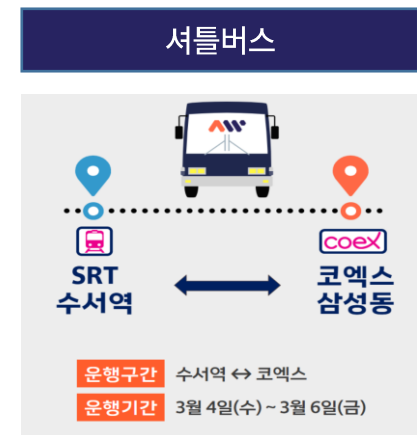 셔틀버스
AW
coex
SRT
수서역
코엑스
삼성동
운행구간 수서역 ↔ 코엑스
운행기간 3월 4일(수) ~ 3월 6일(금)